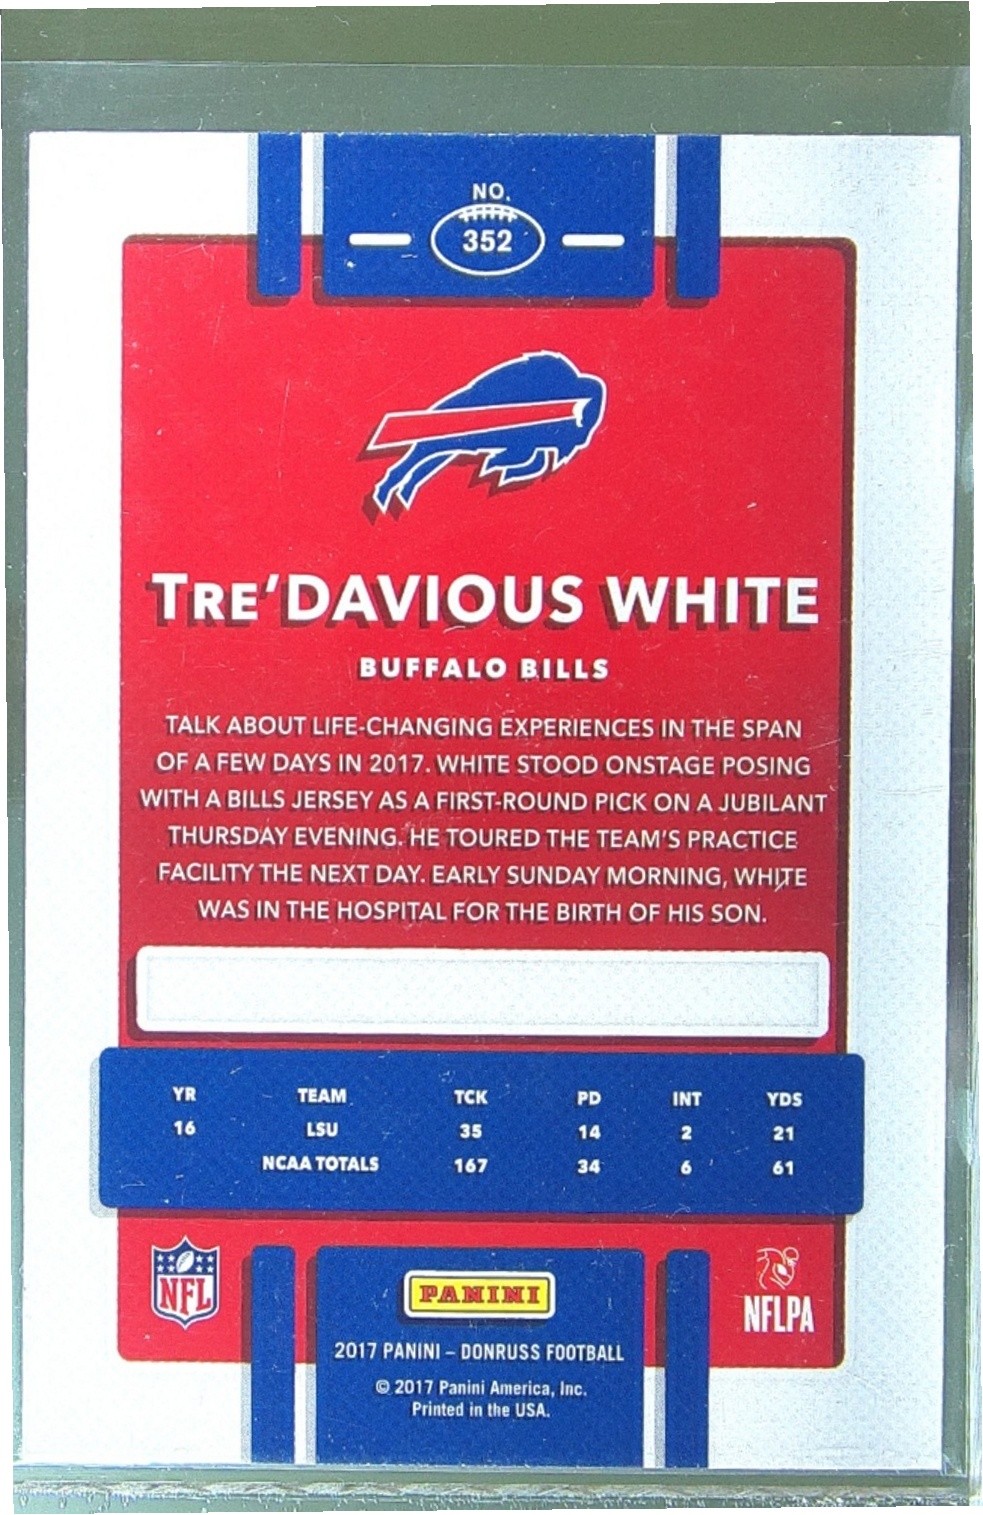 NO.
352
TRE'DAVIOUS WHITE
BUFFALO BILLS
TALK ABOUT LIFE-CHANGING EXPERIENCES IN THE SPAN
OF A FEW DAYS IN 2017. WHITE STOOD ONSTAGE POSING
WITH A BILLS JERSEY AS A FIRST-ROUND PICK ON A JUBILANT
THURSDAY EVENING. HE TOURED THE TEAM'S PRACTICE
FACILITY THE NEXT DAY. EARLY SUNDAY MORNING, WHITE
WAS IN THE HOSPITAL FOR THE BIRTH OF HIS SON.
YR TEAM TCK PD INT YDS
16 LSU 35 14 2 21
NCAA TOTALS 167 34 6 61
NFL
PANINI
NFLPA
2017 PANINI – DONRUSS FOOTBALL
© 2017 Panini America, Inc.
Printed in the USA.